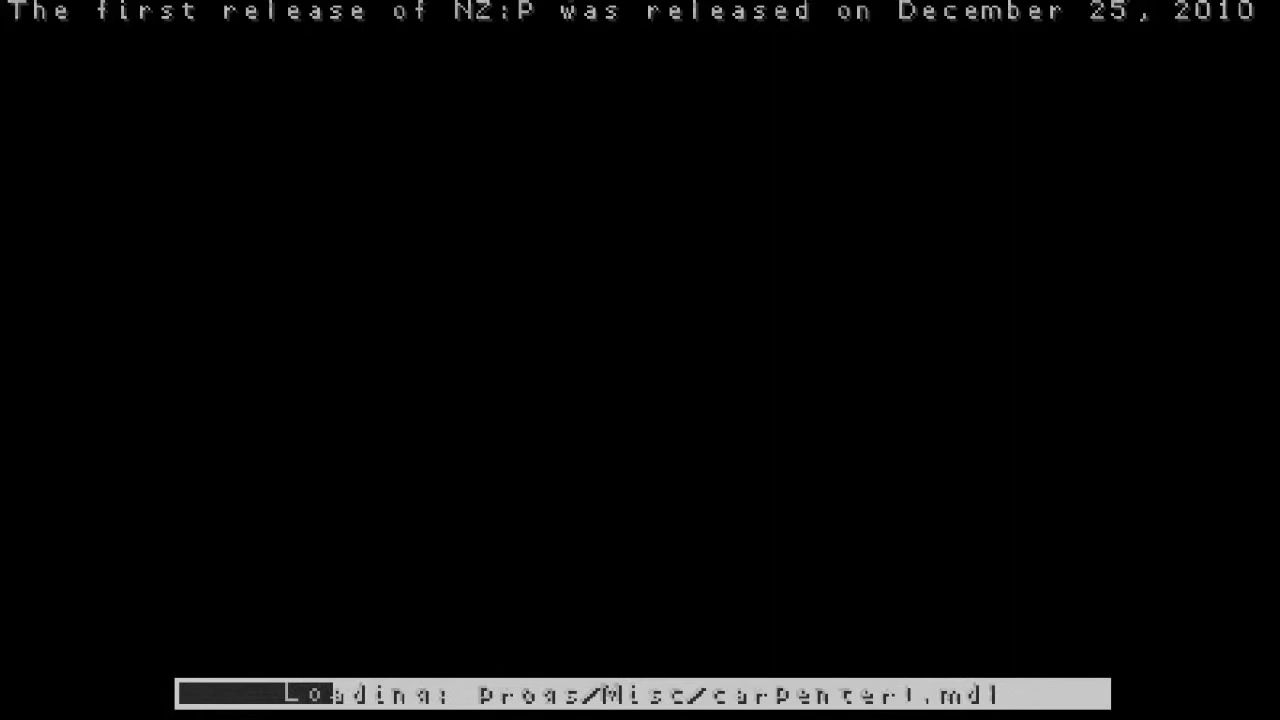 The first release of NZ:P was released on December 25, 2010
Loading: progs/Misc/carpenter!.mdl